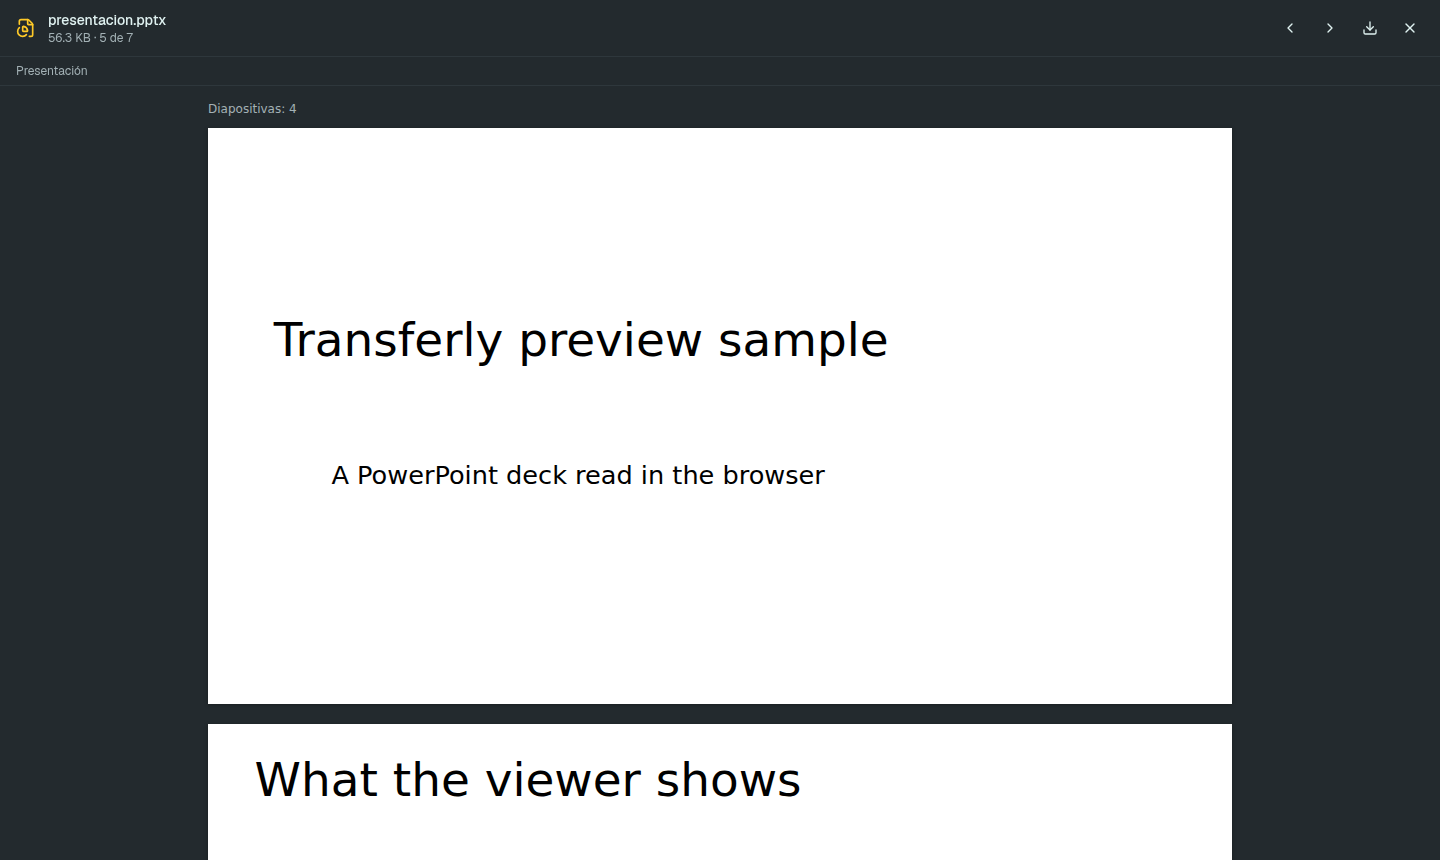 presentacion.pptx
56.3 KB · 5 de 7
Presentación
Diapositivas: 4
Transferly preview sample
A PowerPoint deck read in the browser
What the viewer shows